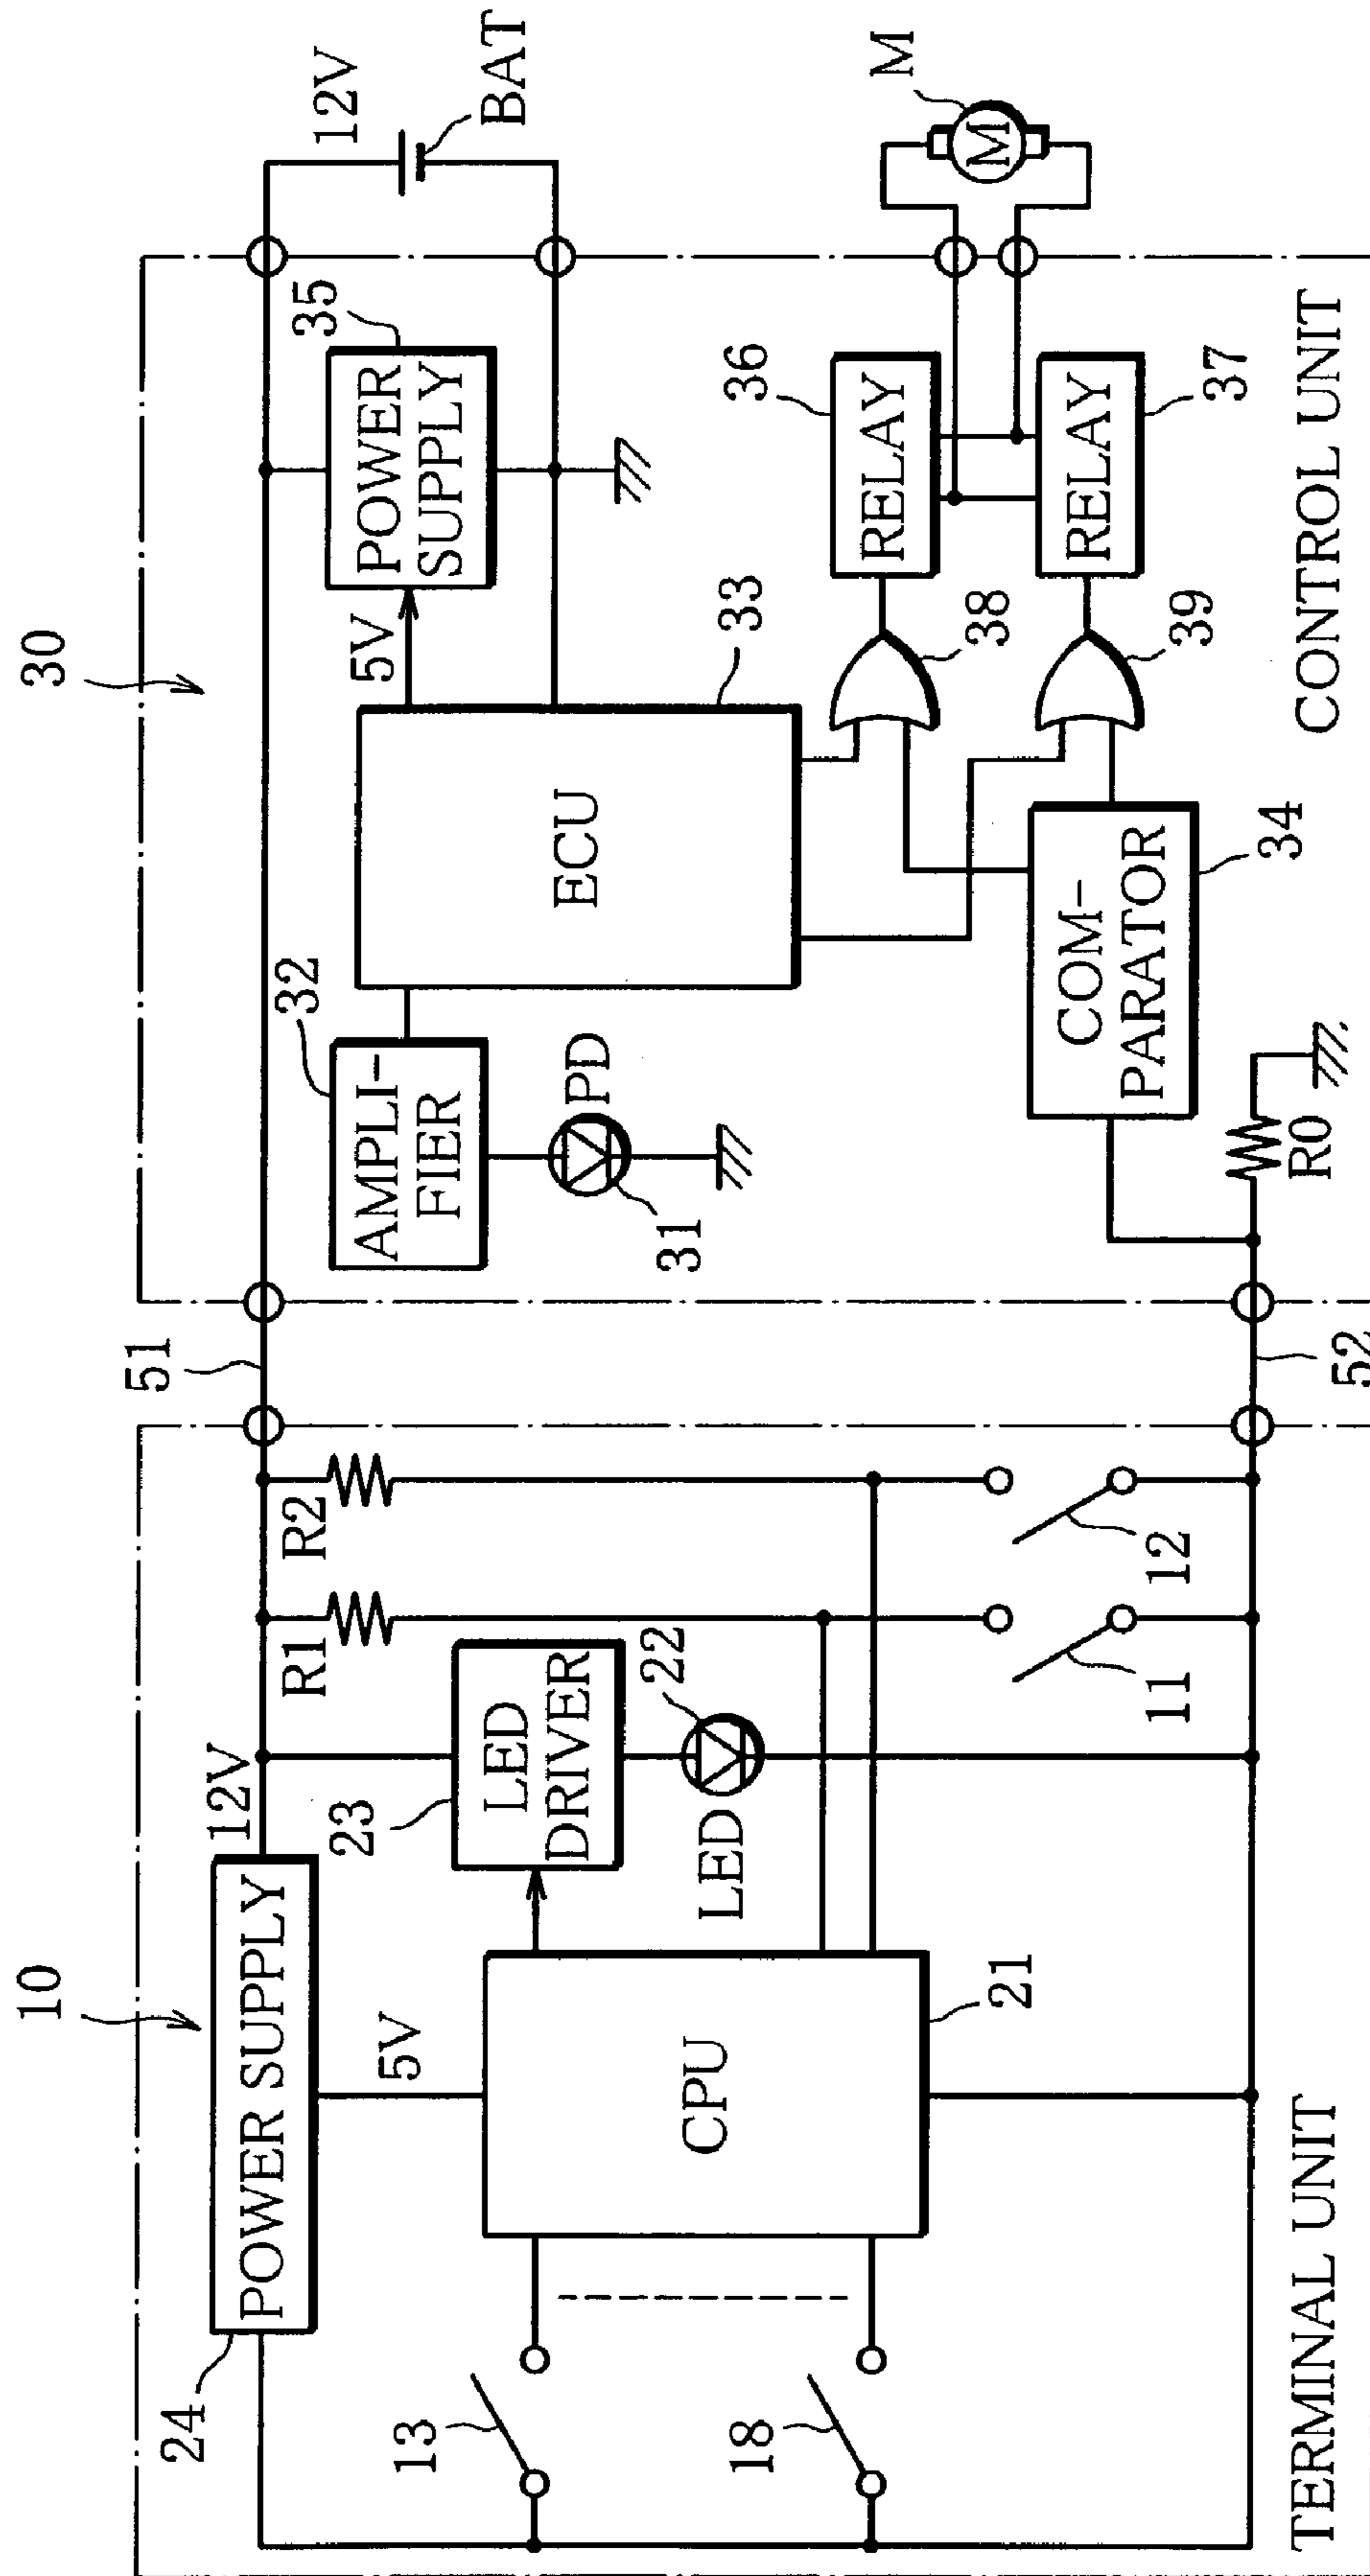 10
24
POWER SUPPLY
12V
5V
13
18
CPU
21
23
LED
DRIVER
LED
22
R1
R2
11
12
TERMINAL UNIT
51
52
30
32
AMPLI-
FIER
PD
31
ECU
33
5V
35
POWER
SUPPLY
12V
BAT
COM-
PARATOR
34
R0
38
39
RELAY
36
RELAY
37
M
M
CONTROL UNIT